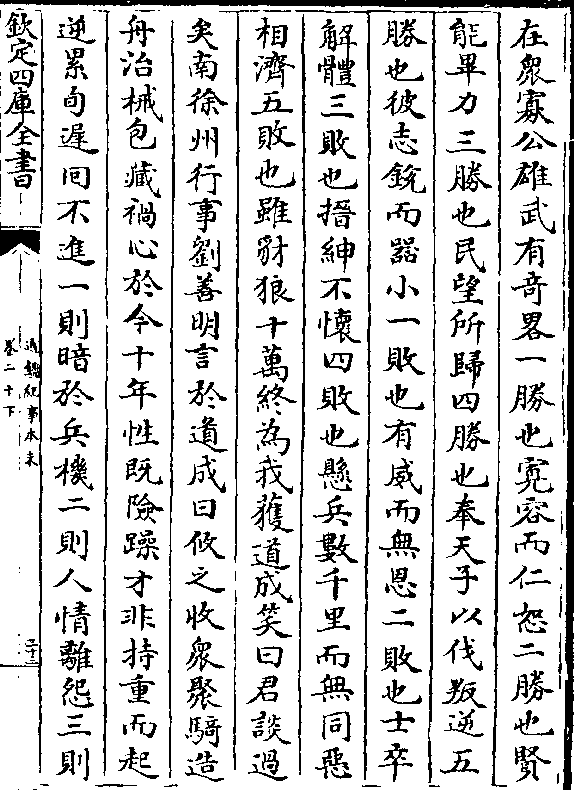 在衆寡公雄武有奇畧一勝也寛容而仁恕二勝也賢
能畢力三勝也民望所歸四勝也奉天子以伐叛逆五
勝也彼志鋭而器小一敗也有威而無恩二敗也士卒
解體三敗也搢紳不懷四敗也懸兵數千里而無同惡
相濟五敗也雖豺狼十萬終為我獲道成笑曰君談過
矣南徐州行事劉善明言於道成曰攸之收衆聚騎造
舟治械包藏禍心於今十年性既險躁才非持重而起
逆累旬遲回不進一則暗於兵機二則人情離怨三則
欽定四庫全書
通鑑紀事本末
卷二十下
三十三